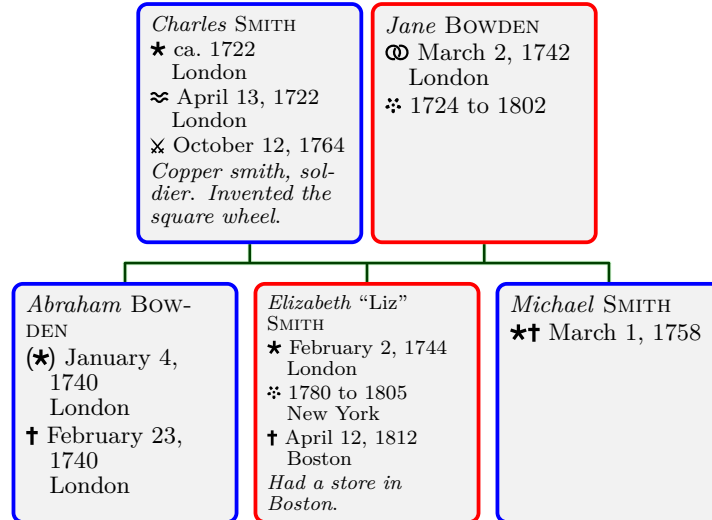 Charles SMITH
★ ca. 1722
London
≈ April 13, 1722
London
⚔ October 12, 1764
Copper smith, sol-
dier. Invented the
square wheel.
Jane BOWDEN
⚭ March 2, 1742
London
⁘ 1724 to 1802
Abraham BOW-
DEN
(★) January 4,
1740
London
† February 23,
1740
London
Elizabeth “Liz”
SMITH
★ February 2, 1744
London
⁘ 1780 to 1805
New York
† April 12, 1812
Boston
Had a store in
Boston.
Michael SMITH
★† March 1, 1758